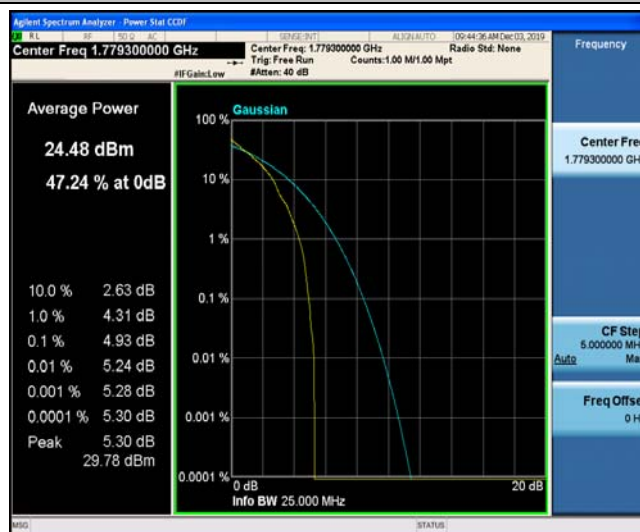 Agilent Spectrum Analyzer - Power Stat CCDF
RL RF 50 Ω AC SENSE:INT ALIGN AUTO 09:44:36 AM Dec 03, 2019
Center Freq 1.779300000 GHz
Center Freq: 1.779300000 GHz Radio Std: None
Trig: Free Run Counts:1.00 M/1.00 Mpt
#IFGain:Low #Atten: 40 dB
Frequency
Average Power
24.48 dBm
47.24 % at 0dB
10.0 % 2.63 dB
1.0 % 4.31 dB
0.1 % 4.93 dB
0.01 % 5.24 dB
0.001 % 5.28 dB
0.0001 % 5.30 dB
Peak 5.30 dB
29.78 dBm
Gaussian
100 %
10 %
1 %
0.1 %
0.01 %
0.001 %
0.0001 %
0 dB 20 dB
Info BW 25.000 MHz
Center Fre
1.779300000 GH
CF Ste
5.000000 MH
Auto Ma
Freq Offse
0 H
MSG STATUS